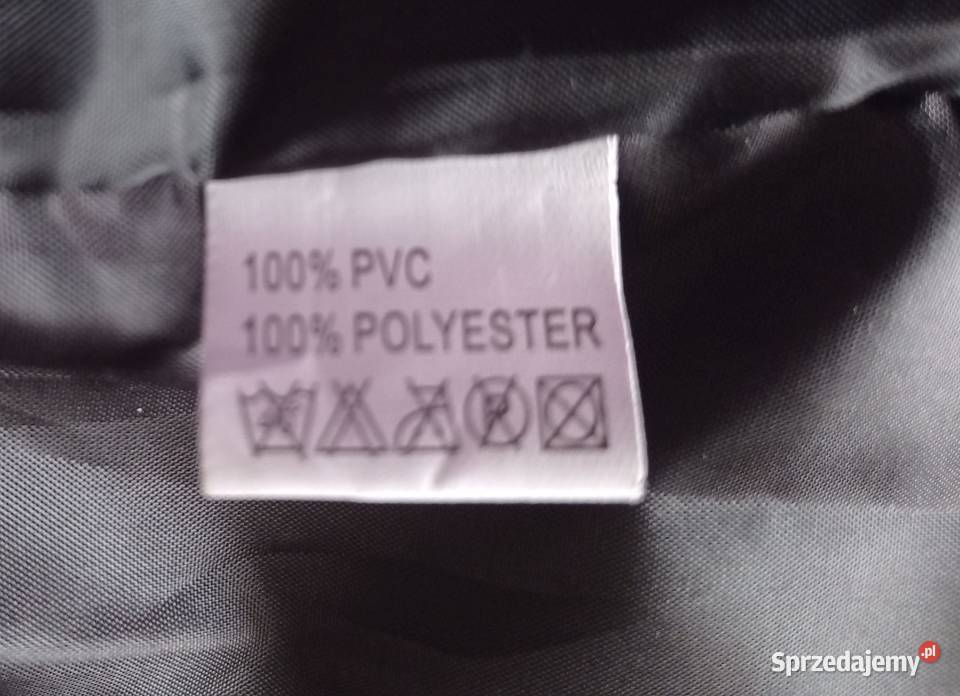 100% PVC
100% POLYESTER
P
Sprzedajemy.pl